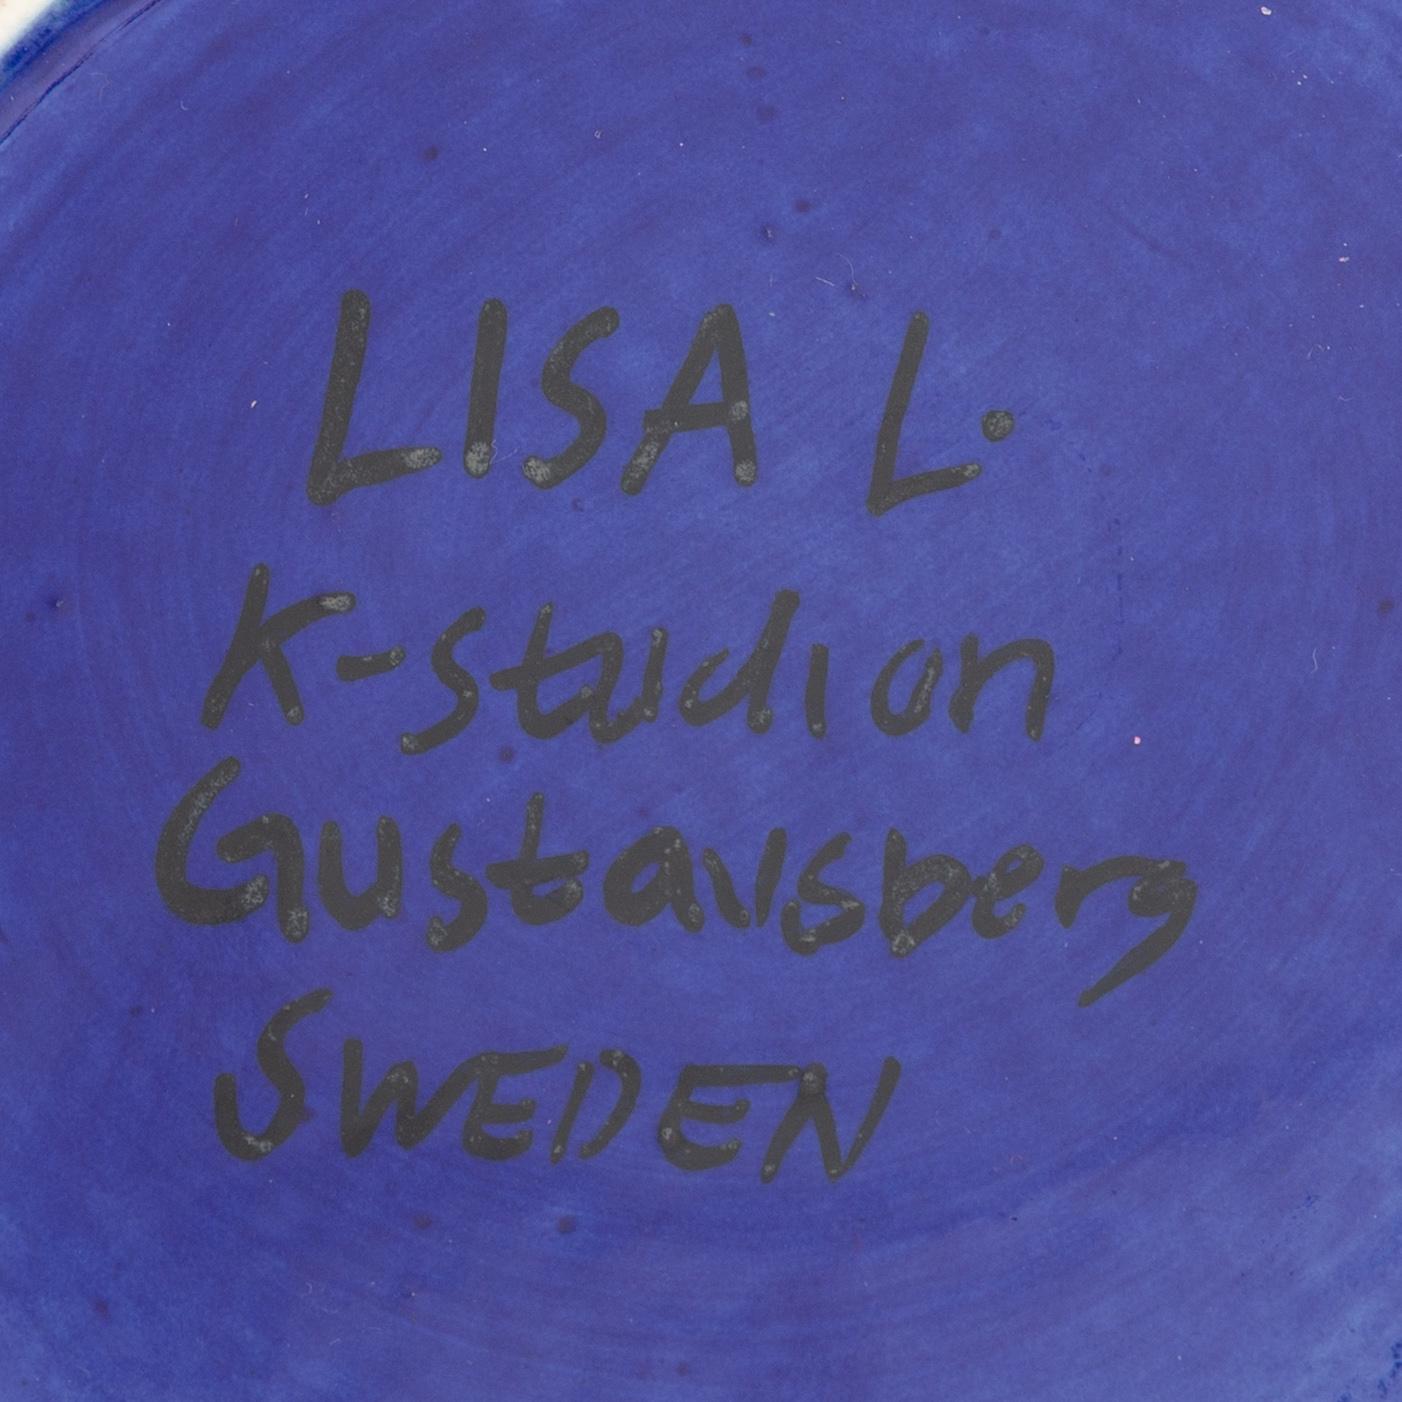 LISA L.
K-studion
Gustavsberg
SWEDEN